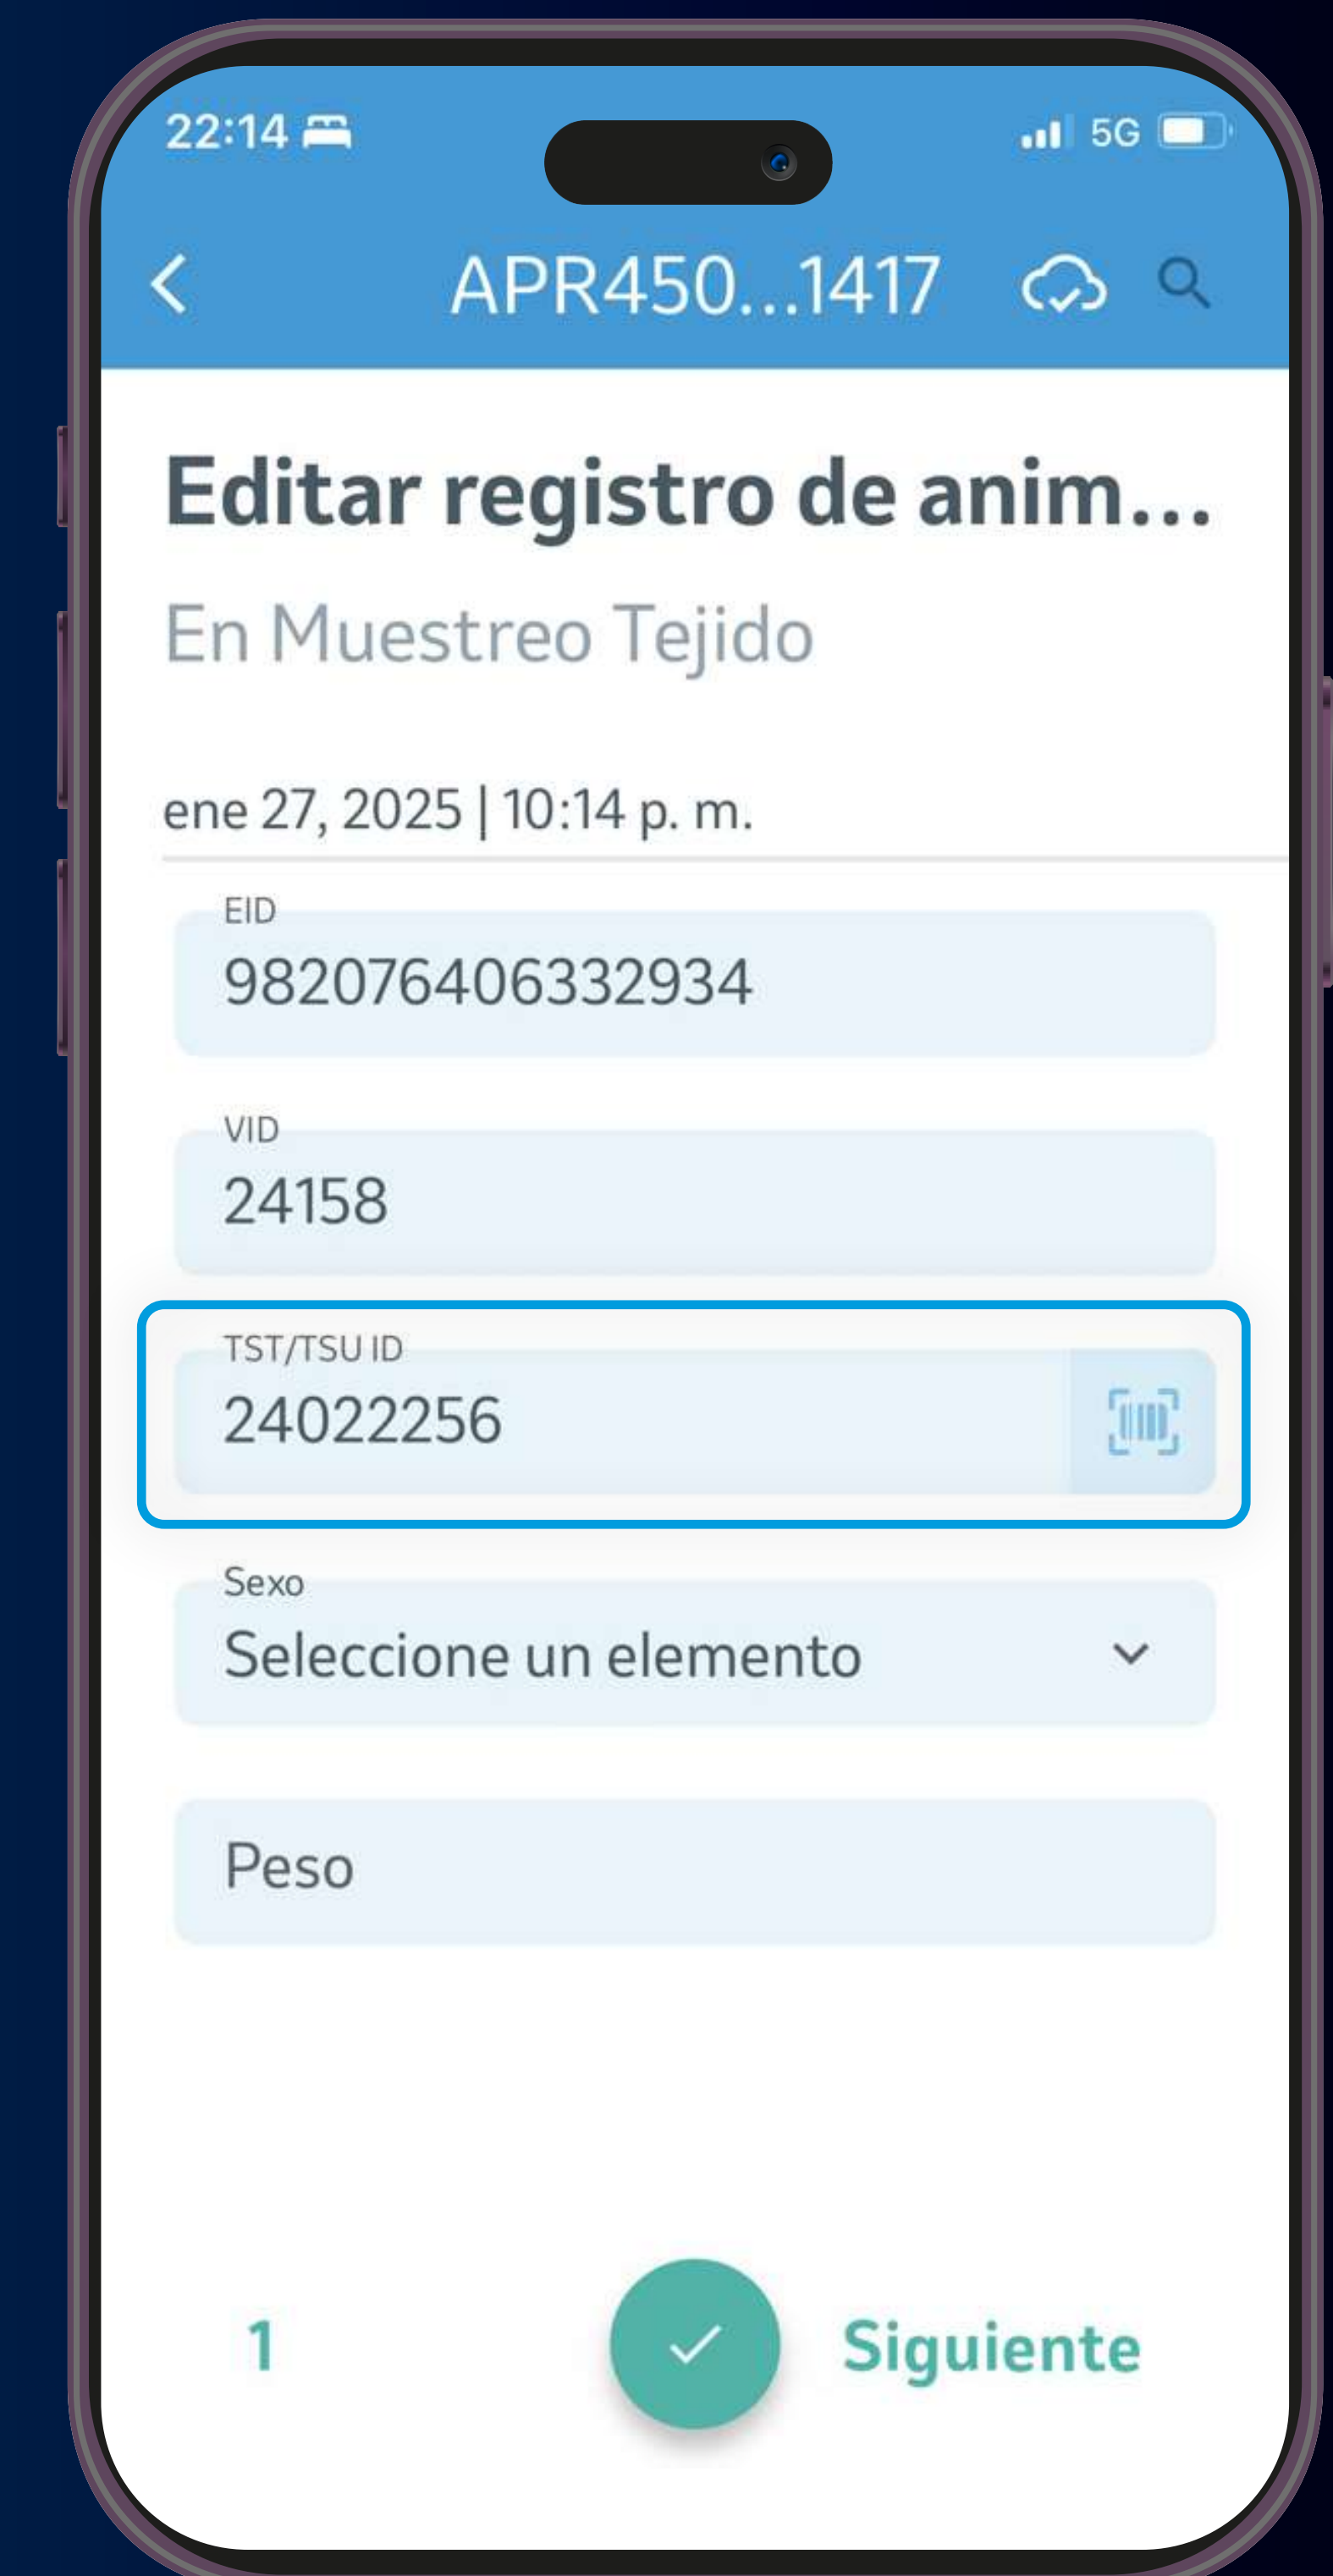 22:14
5G
APR450...1417
Editar registro de anim...
En Muestreo Tejido
ene 27, 2025 | 10:14 p. m.
EID
982076406332934
VID
24158
TST/TSU ID
24022256
Sexo
Seleccione un elemento
Peso
1
Siguiente